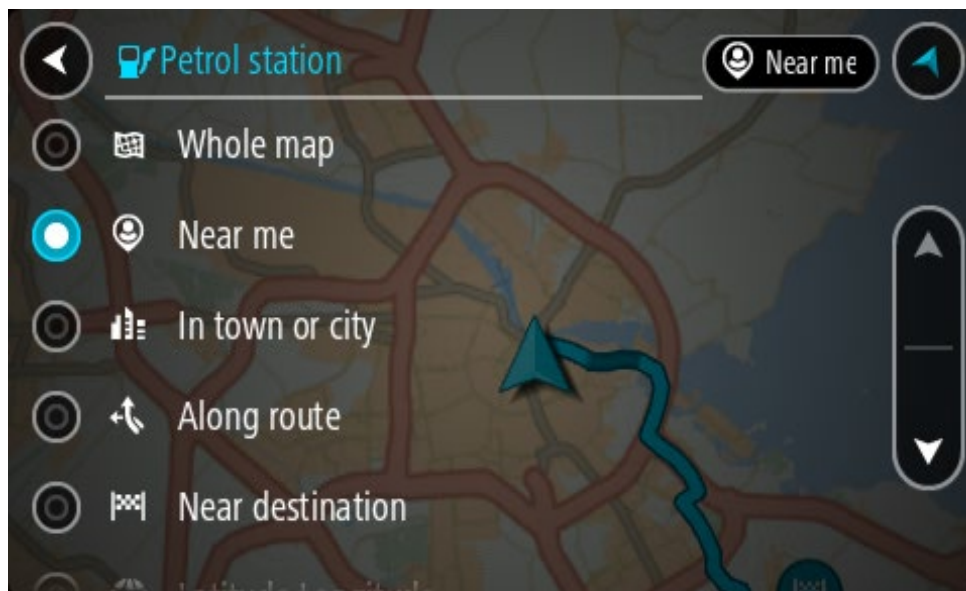 Petrol station
Near me
Whole map
Near me
In town or city
Along route
Near destination